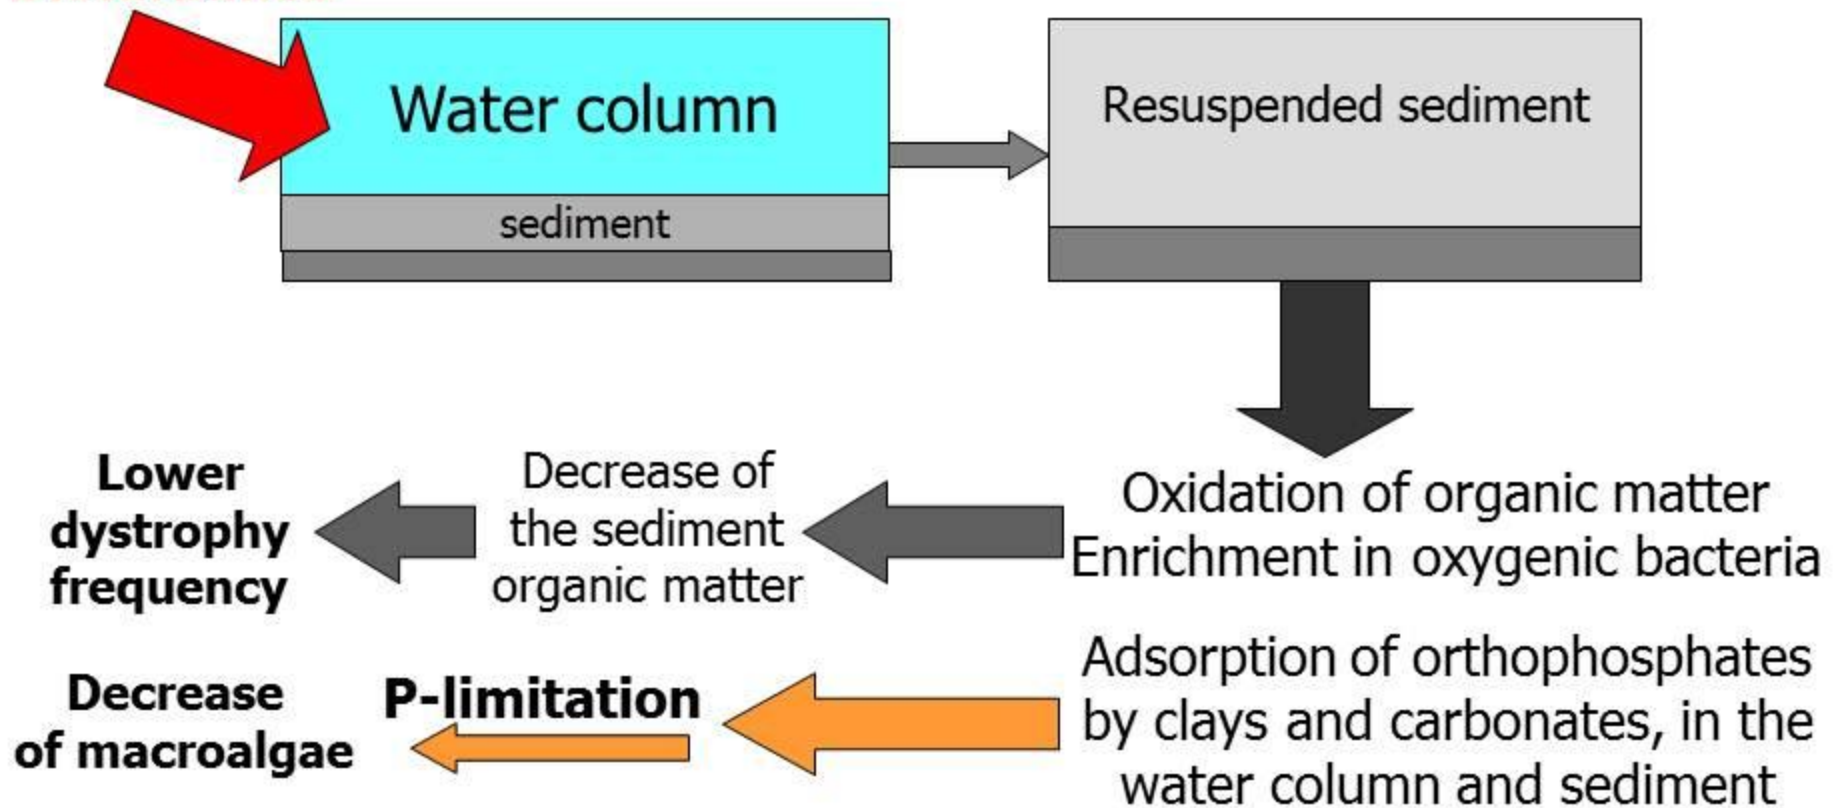 Water column
sediment
Resuspended sediment
Oxidation of organic matter
Enrichment in oxygenic bacteria
Decrease of
the sediment
organic matter
Lower
dystrophy
frequency
Adsorption of orthophosphates
by clays and carbonates, in the
water column and sediment
P-limitation
Decrease
of macroalgae